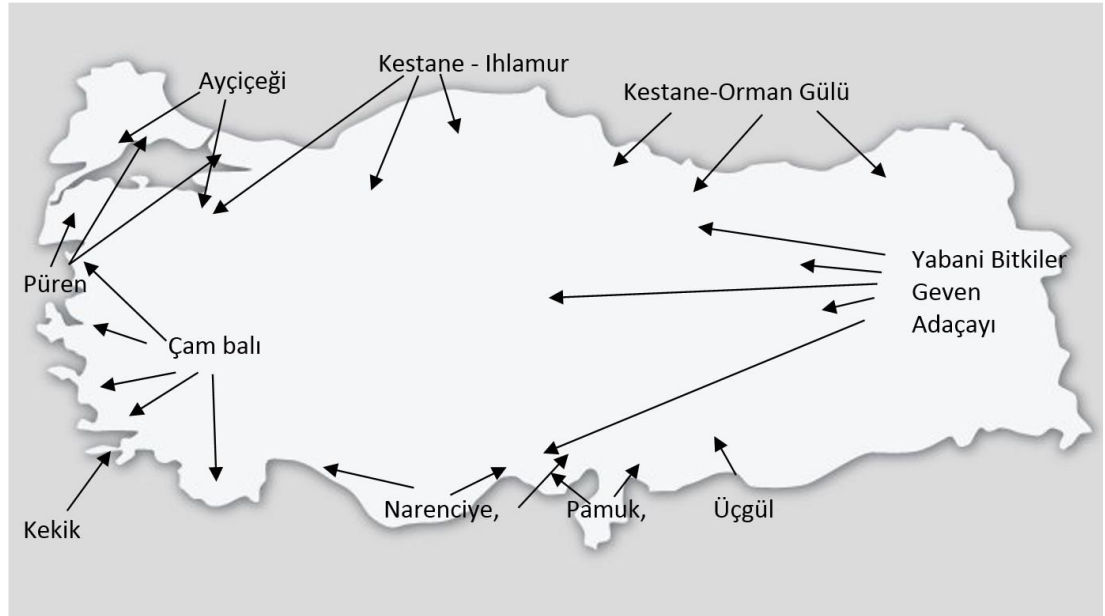 Kestane - Ihlamur
Ayçiçeği
Kestane-Orman Gülü
Yabani Bitkiler
Geven
Adaçayı
Püren
Çam balı
Narenciye,
Pamuk,
Üçgül
Kekik